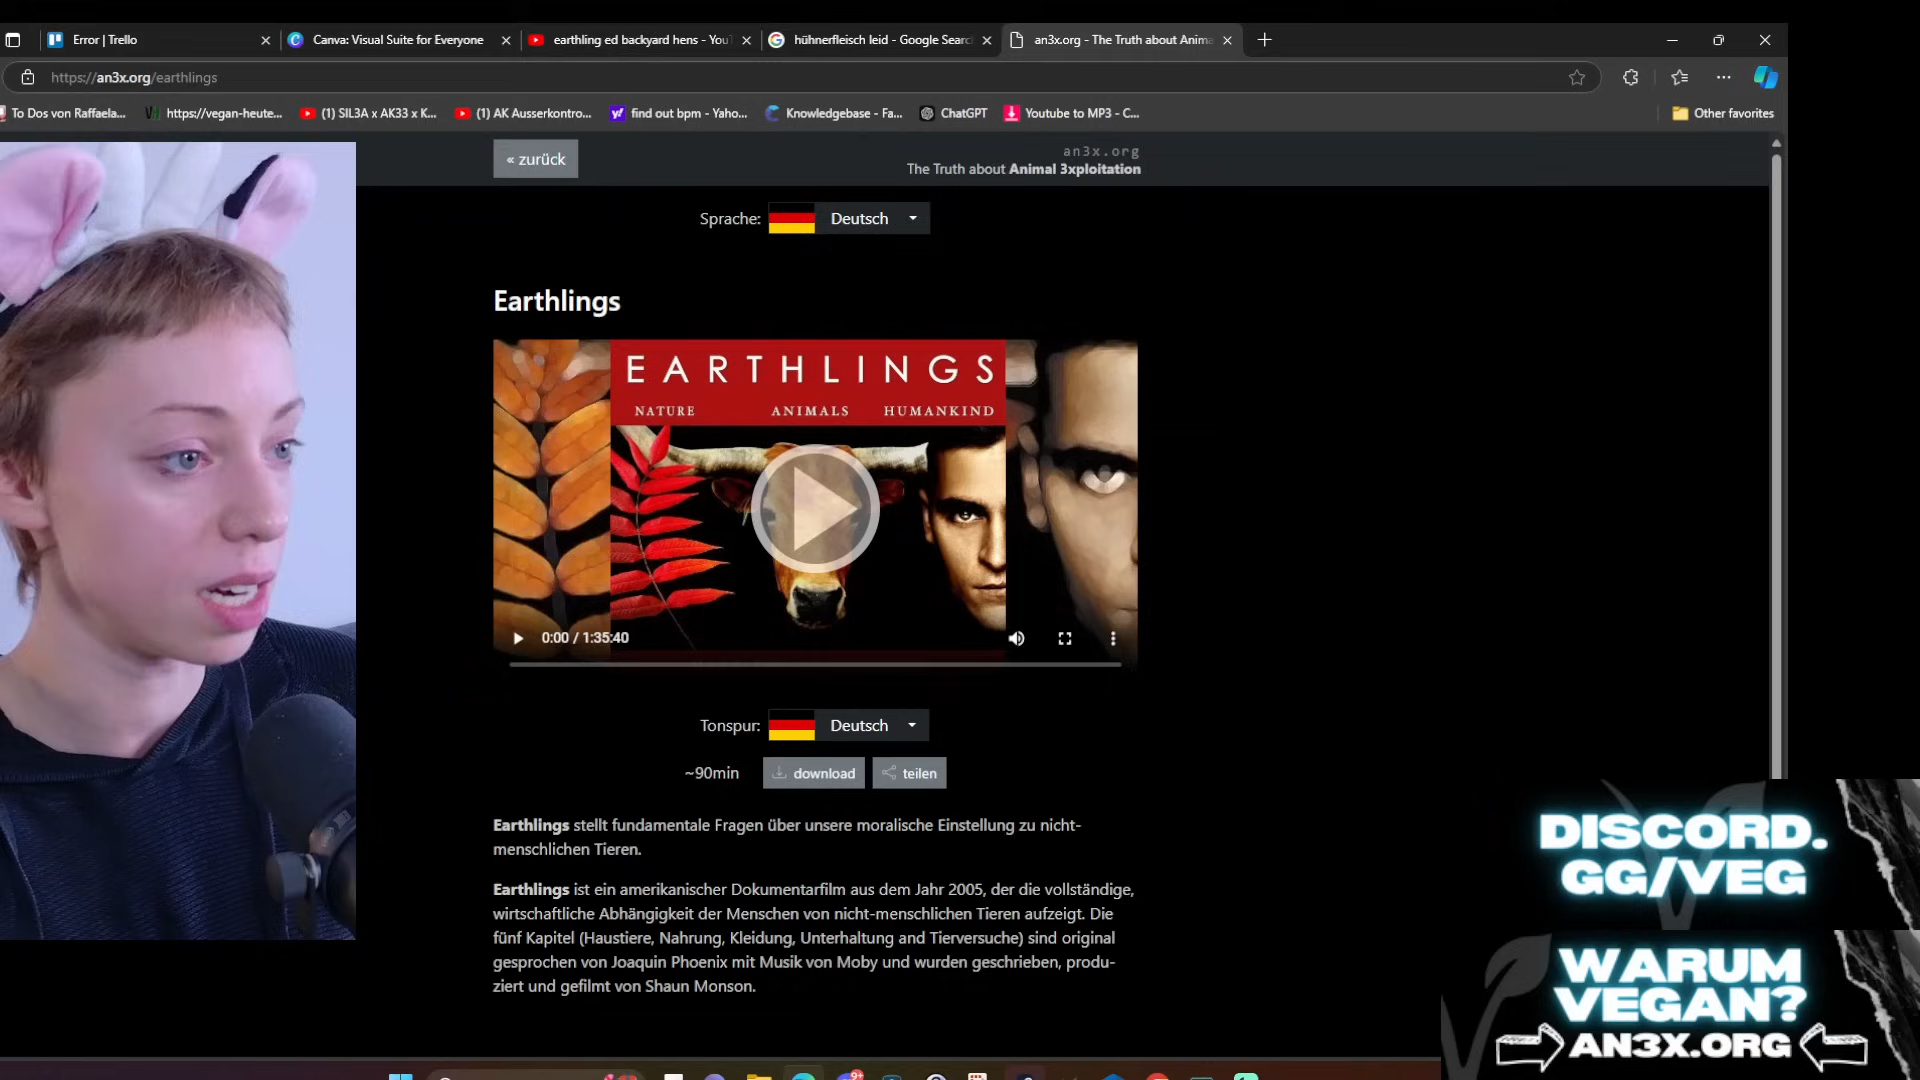 Error | Trello
Canva: Visual Suite for Everyone
earthling ed backyard hens - You
hühnerfleisch leid - Google Searc
an3x.org - The Truth about Anima
https://an3x.org/earthlings
To Dos von Raffaela...
https://vegan-heute...
(1) SIL3A x AK33 x K...
(1) AK Ausserkontro...
find out bpm - Yaho...
Knowledgebase - Fa...
ChatGPT
Youtube to MP3 - C...
Other favorites
« zurück
an3x.org
The Truth about Animal 3xploitation
Sprache: Deutsch
Earthlings
EARTHLINGS
NATURE ANIMALS HUMANKIND
0:00 / 1:35:40
Tonspur: Deutsch
~90min download teilen
Earthlings stellt fundamentale Fragen über unsere moralische Einstellung zu nicht-
menschlichen Tieren.
Earthlings ist ein amerikanischer Dokumentarfilm aus dem Jahr 2005, der die vollständige,
wirtschaftliche Abhängigkeit der Menschen von nicht-menschlichen Tieren aufzeigt. Die
fünf Kapitel (Haustiere, Nahrung, Kleidung, Unterhaltung and Tierversuche) sind original
gesprochen von Joaquin Phoenix mit Musik von Moby und wurden geschrieben, produ-
ziert und gefilmt von Shaun Monson.
DISCORD.
GG/VEG
WARUM
VEGAN?
AN3X.ORG